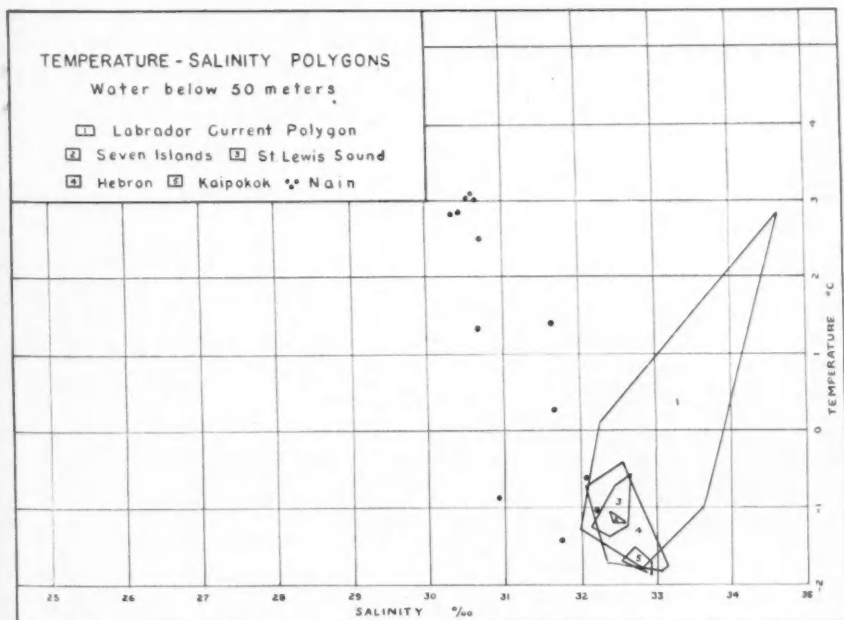 TEMPERATURE - SALINITY POLYGONS
Water below 50 meters
1 Labrador Current Polygon
2 Seven Islands 3 St. Lewis Sound
4 Hebron 5 Kaipokok Nain
4
3
2
1
0
-1
-2
TEMPERATURE °C
1
3
4
5
25 26 27 28 29 30 31 32 33 34 35 36
SALINITY ‰